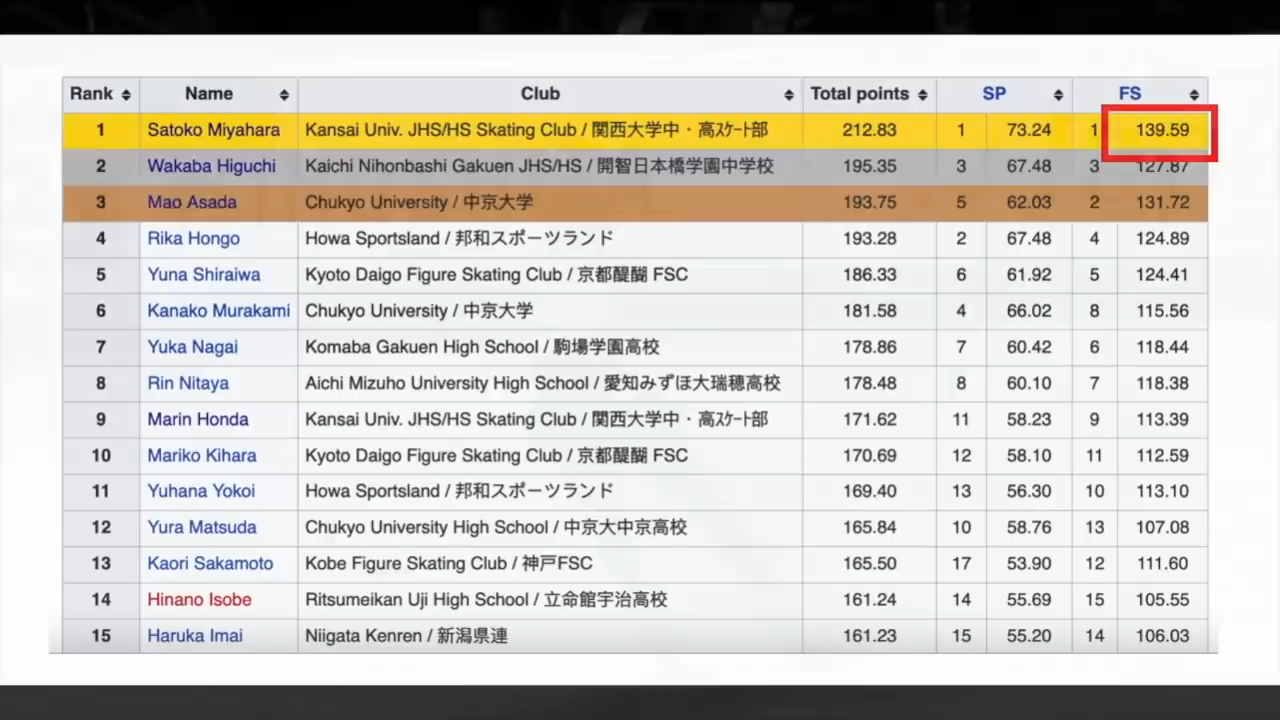 Rank Name Club Total points SP FS
1 Satoko Miyahara Kansai Univ. JHS/HS Skating Club / 関西大学中・高スケート部 212.83 1 73.24 1 139.59
2 Wakaba Higuchi Kaichi Nihonbashi Gakuen JHS/HS / 開智日本橋学園中学校 195.35 3 67.48 3 127.87
3 Mao Asada Chukyo University / 中京大学 193.75 5 62.03 2 131.72
4 Rika Hongo Howa Sportsland / 邦和スポーツランド 193.28 2 67.48 4 124.89
5 Yuna Shiraiwa Kyoto Daigo Figure Skating Club / 京都醍醐 FSC 186.33 6 61.92 5 124.41
6 Kanako Murakami Chukyo University / 中京大学 181.58 4 66.02 8 115.56
7 Yuka Nagai Komaba Gakuen High School / 駒場学園高校 178.86 7 60.42 6 118.44
8 Rin Nitaya Aichi Mizuho University High School / 愛知みずほ大瑞穂高校 178.48 8 60.10 7 118.38
9 Marin Honda Kansai Univ. JHS/HS Skating Club / 関西大学中・高スケート部 171.62 11 58.23 9 113.39
10 Mariko Kihara Kyoto Daigo Figure Skating Club / 京都醍醐 FSC 170.69 12 58.10 11 112.59
11 Yuhana Yokoi Howa Sportsland / 邦和スポーツランド 169.40 13 56.30 10 113.10
12 Yura Matsuda Chukyo University High School / 中京大中京高校 165.84 10 58.76 13 107.08
13 Kaori Sakamoto Kobe Figure Skating Club / 神戸FSC 165.50 17 53.90 12 111.60
14 Hinano Isobe Ritsumeikan Uji High School / 立命館宇治高校 161.24 14 55.69 15 105.55
15 Haruka Imai Niigata Kenren / 新潟県連 161.23 15 55.20 14 106.03